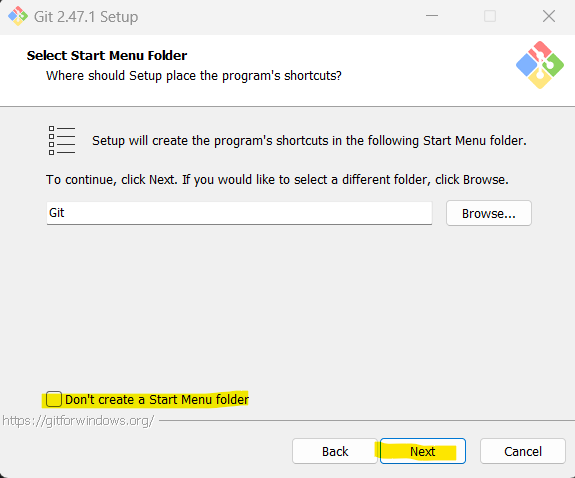 Git 2.47.1 Setup
Select Start Menu Folder
Where should Setup place the program's shortcuts?
Setup will create the program's shortcuts in the following Start Menu folder.
To continue, click Next. If you would like to select a different folder, click Browse.
Git
Browse...
Don't create a Start Menu folder
https://gitforwindows.org/
Back
Next
Cancel